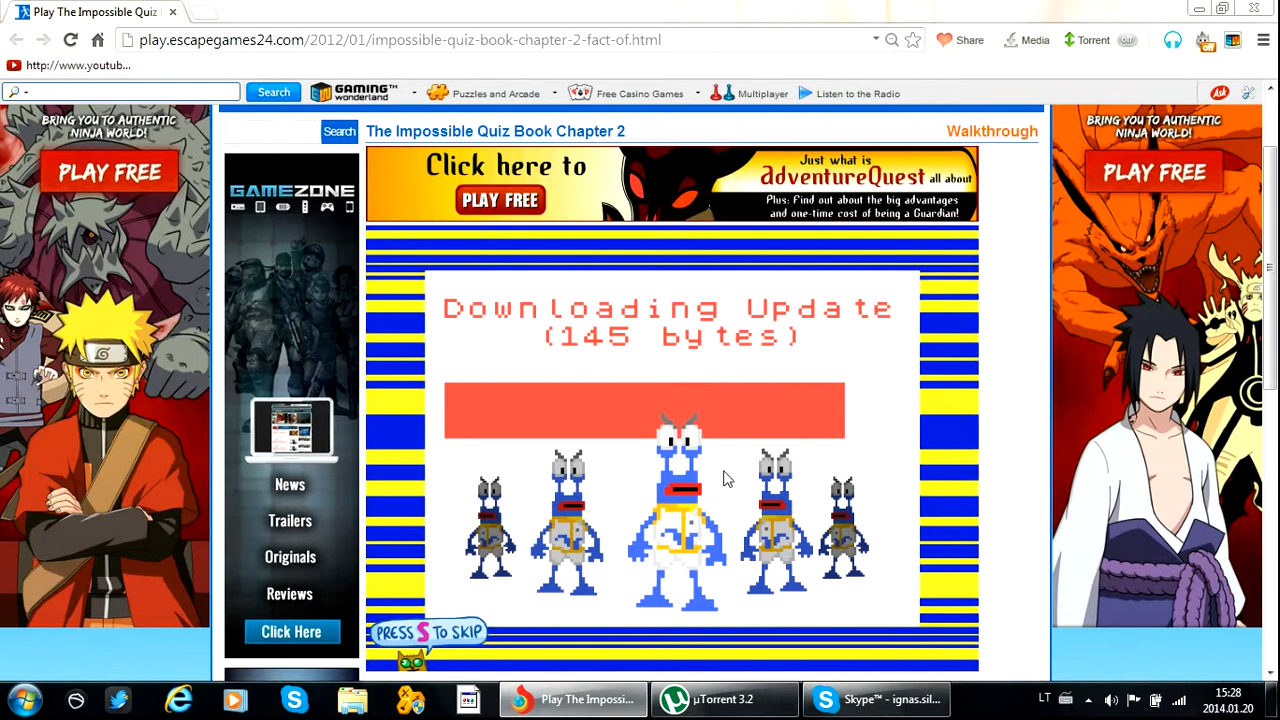 Play The Impossible Quiz
play.escapegames24.com/2012/01/impossible-quiz-book-chapter-2-fact-of.html
Share
Media
Torrent
off
off
http://www.youtub...
Search
GAMING wonderland
Puzzles and Arcade
Free Casino Games
Multiplayer
Listen to the Radio
Ask
BRING YOU TO AUTHENTIC
NINJA WORLD!
PLAY FREE
Search
The Impossible Quiz Book Chapter 2
Walkthrough
BRING YOU TO AUTHENTIC
NINJA WORLD!
PLAY FREE
Click here to
PLAY FREE
Just what is
AdventureQuest all about
Plus: Find out about the big advantages
and one-time cost of being a Guardian!
GAMEZONE
News
Trailers
Originals
Reviews
Click Here
Downloading Update
(145 bytes)
PRESS S TO SKIP
Play The Impossi...
µTorrent 3.2
Skype™ - ignas.sil...
LT
15:28
2014.01.20